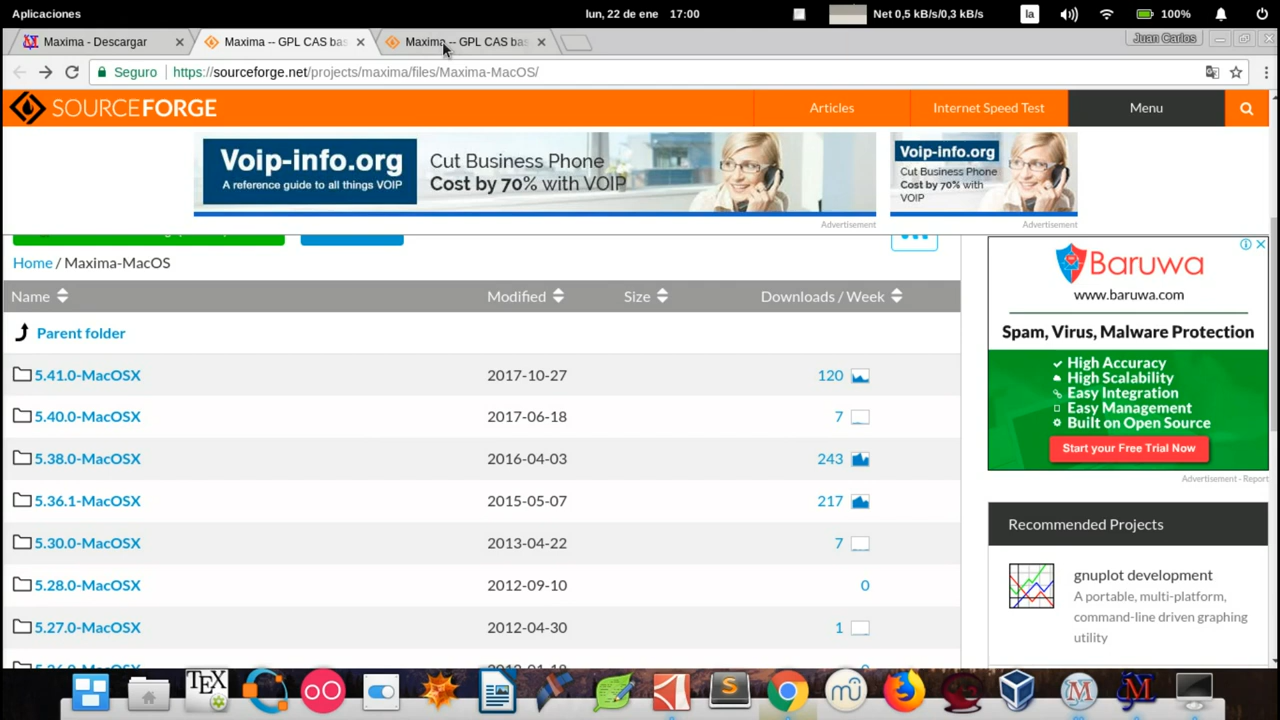 Aplicaciones
lun, 22 de ene 17:00
Net 0,5 kB/s/0,3 kB/s
la
100%
Maxima - Descargar
Maxima -- GPL CAS bas
Maxima -- GPL CAS bas
Juan Carlos
Seguro
https://sourceforge.net/projects/maxima/files/Maxima-MacOS/
SOURCEFORGE
Articles
Internet Speed Test
Menu
Voip-info.org
A reference guide to all things VOIP
Cut Business Phone
Cost by 70% with VOIP
Advertisement
Voip-info.org
Cut Business Phone
Cost by 70% with
VOIP
Advertisement
Home / Maxima-MacOS
Name Modified Size Downloads / Week
Parent folder
5.41.0-MacOSX 2017-10-27 120
5.40.0-MacOSX 2017-06-18 7
5.38.0-MacOSX 2016-04-03 243
5.36.1-MacOSX 2015-05-07 217
5.30.0-MacOSX 2013-04-22 7
5.28.0-MacOSX 2012-09-10 0
5.27.0-MacOSX 2012-04-30 1
Baruwa
www.baruwa.com
Spam, Virus, Malware Protection
High Accuracy
High Scalability
Easy Integration
Easy Management
Built on Open Source
Start your Free Trial Now
Advertisement - Report
Recommended Projects
gnuplot development
A portable, multi-platform,
command-line driven graphing
utility
TEX
S